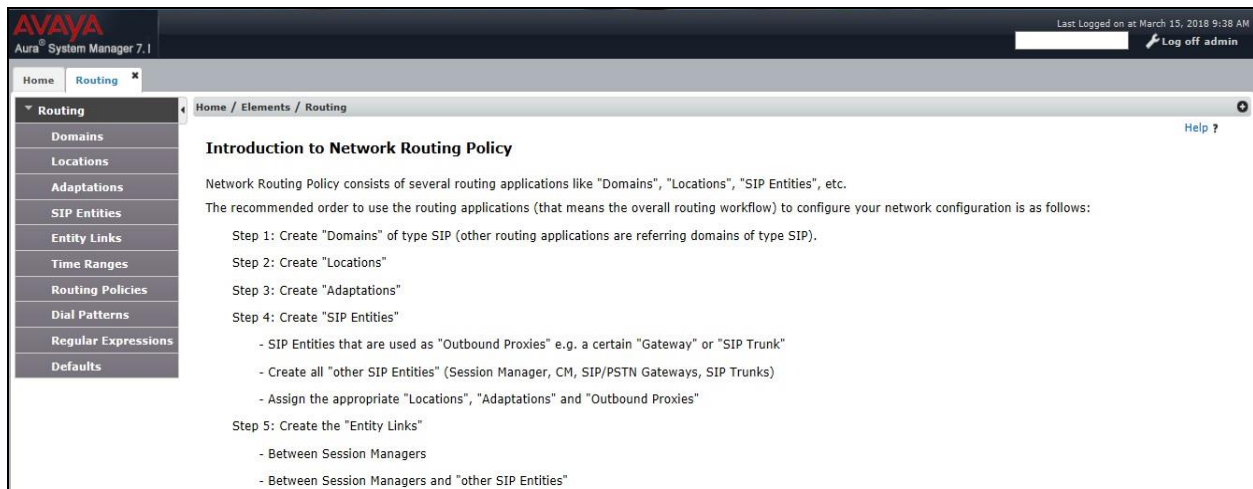 AVAYA
Aura® System Manager 7.1
Last Logged on at March 15, 2018 9:38 AM
Log off admin
Home
Routing ×
Routing
Domains
Locations
Adaptations
SIP Entities
Entity Links
Time Ranges
Routing Policies
Dial Patterns
Regular Expressions
Defaults
Home / Elements / Routing
Help ?
Introduction to Network Routing Policy
Network Routing Policy consists of several routing applications like "Domains", "Locations", "SIP Entities", etc.
The recommended order to use the routing applications (that means the overall routing workflow) to configure your network configuration is as follows:
Step 1: Create "Domains" of type SIP (other routing applications are referring domains of type SIP).
Step 2: Create "Locations"
Step 3: Create "Adaptations"
Step 4: Create "SIP Entities"
- SIP Entities that are used as "Outbound Proxies" e.g. a certain "Gateway" or "SIP Trunk"
- Create all "other SIP Entities" (Session Manager, CM, SIP/PSTN Gateways, SIP Trunks)
- Assign the appropriate "Locations", "Adaptations" and "Outbound Proxies"
Step 5: Create the "Entity Links"
- Between Session Managers
- Between Session Managers and "other SIP Entities"